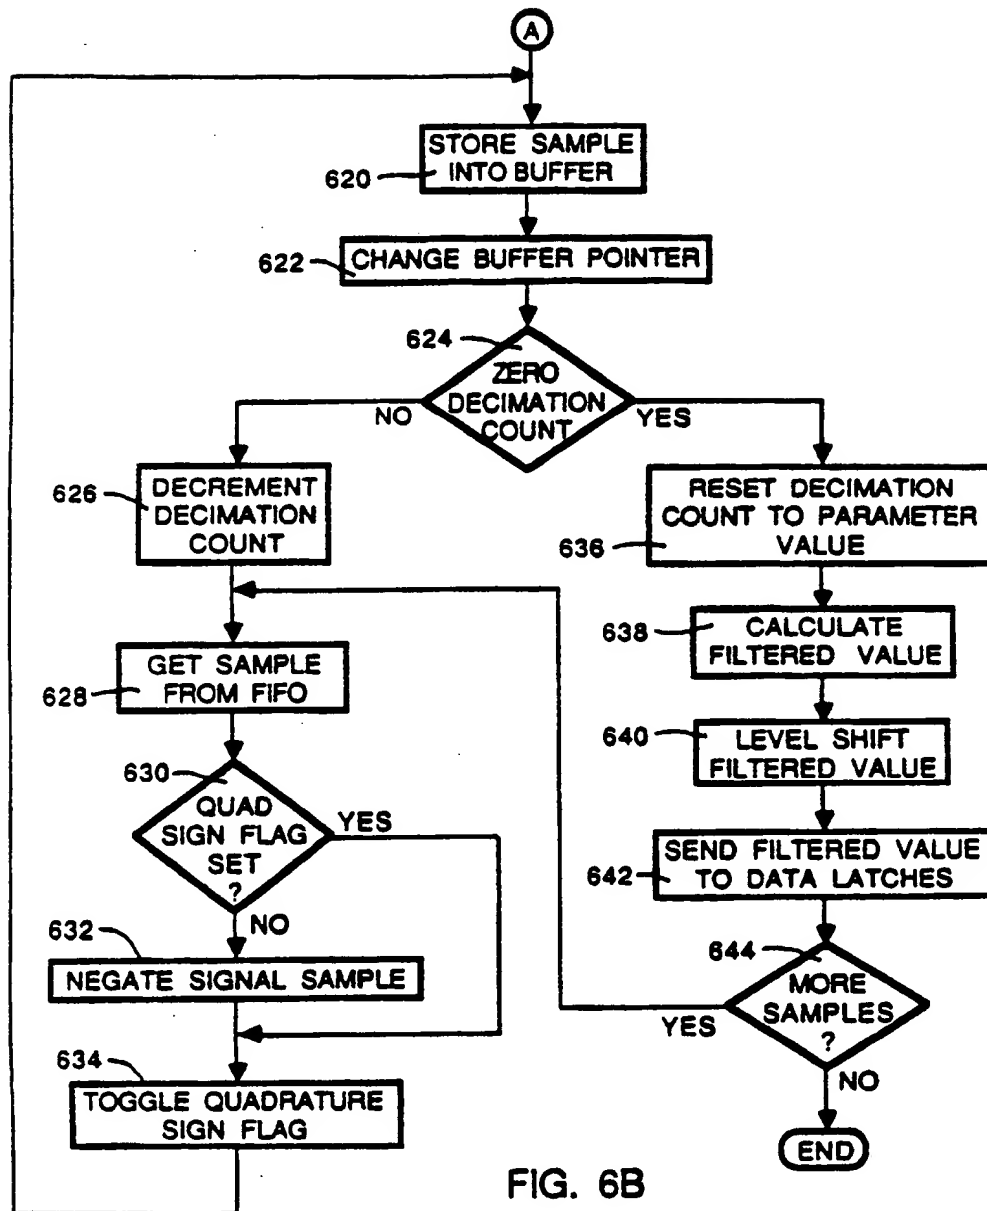 A
STORE SAMPLE
INTO BUFFER
620
CHANGE BUFFER POINTER
622
624
ZERO
DECIMATION
COUNT
NO
YES
626
DECREMENT
DECIMATION
COUNT
RESET DECIMATION
COUNT TO PARAMETER
VALUE
636
638
CALCULATE
FILTERED VALUE
GET SAMPLE
FROM FIFO
628
640
LEVEL SHIFT
FILTERED VALUE
630
QUAD
SIGN FLAG
SET
?
YES
NO
SEND FILTERED VALUE
TO DATA LATCHES
642
632
NEGATE SIGNAL SAMPLE
644
MORE
SAMPLES
?
YES
NO
634
TOGGLE QUADRATURE
SIGN FLAG
END
FIG. 6B